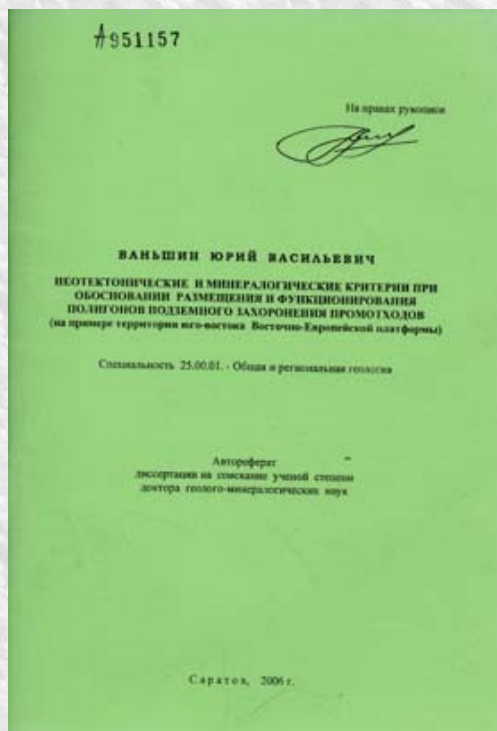 A951157
На правах рукописи
ВАНЬШИН ЮРИЙ ВАСИЛЬЕВИЧ
НЕОТЕКТОНИЧЕСКИЕ И МИНЕРАЛОГИЧЕСКИЕ КРИТЕРИИ ПРИ
ОБОСНОВАНИИ РАЗМЕЩЕНИЯ И ФУНКЦИОНИРОВАНИЯ
ПОЛИГОНОВ ПОДЗЕМНОГО ЗАХОРОНЕНИЯ ПРОМОТХОДОВ
(на примере территории юго-востока Восточно-Европейской платформы)
Специальность 25.00.01. - Общая и региональная геология
Автореферат
диссертации на соискание ученой степени
доктора геолого-минералогических наук
Саратов, 2006 г.